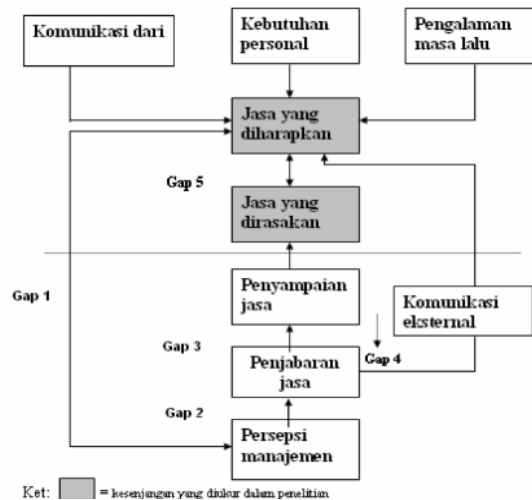 Komunikasi dari
Kebutuhan
personal
Pengalaman
masa lalu
Jasa yang
diharapkan
Gap 5
Jasa yang
dirasakan
Gap 1
Penyampaian
jasa
Komunikasi
eksternal
Gap 3
Penjabaran
jasa
Gap 4
Gap 2
Persepsi
manajemen
Ket: = kesenjangan yang diukur dalam penelitian